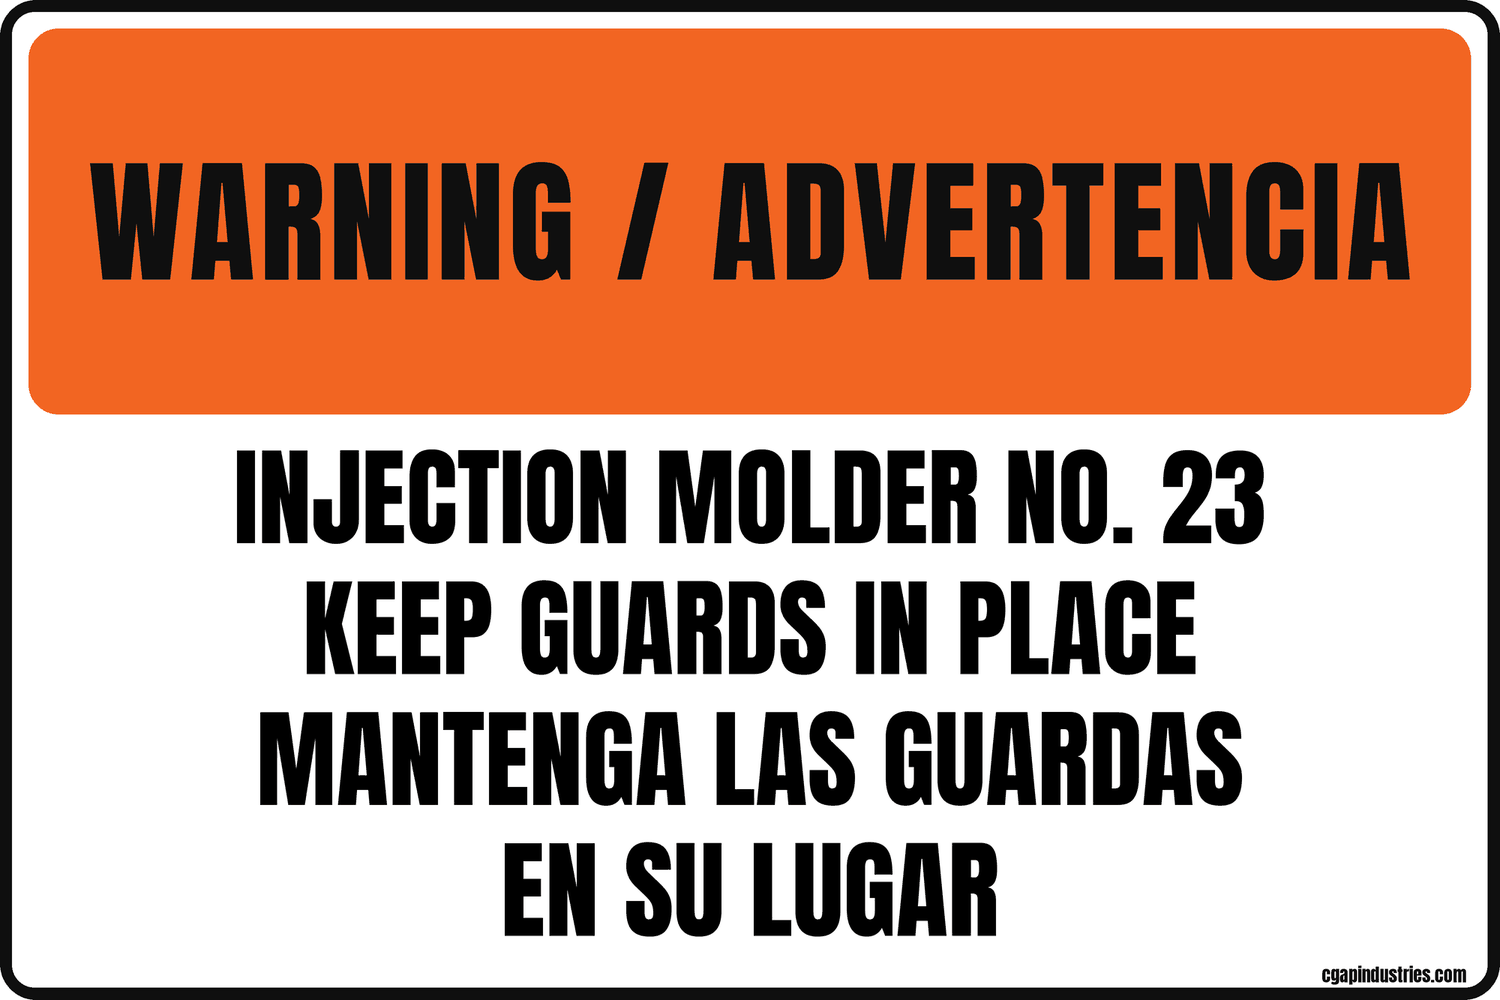 WARNING / ADVERTENCIA
INJECTION MOLDER NO. 23
KEEP GUARDS IN PLACE
MANTENGA LAS GUARDAS
EN SU LUGAR
cgapindustries.com